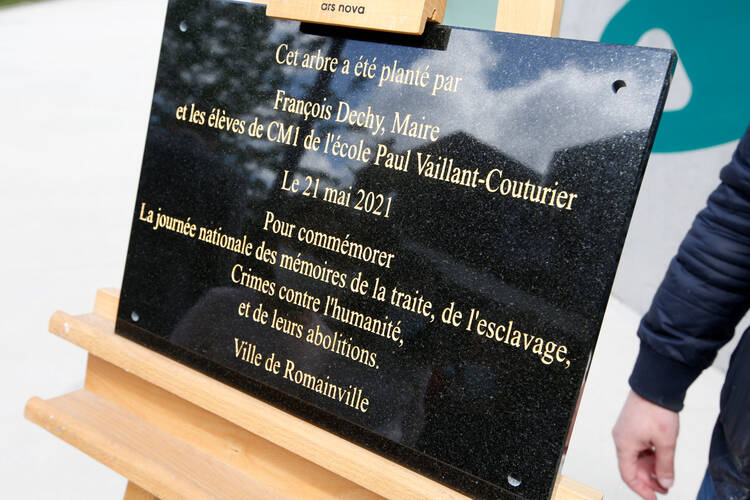 ars nova
Cet arbre a été planté par
François Dechy, Maire
et les élèves de CM1 de l'école Paul Vaillant-Couturier
Le 21 mai 2021
Pour commémorer
La journée nationale des mémoires de la traite, de l'esclavage,
Crimes contre l'humanité,
et de leurs abolitions.
Ville de Romainville